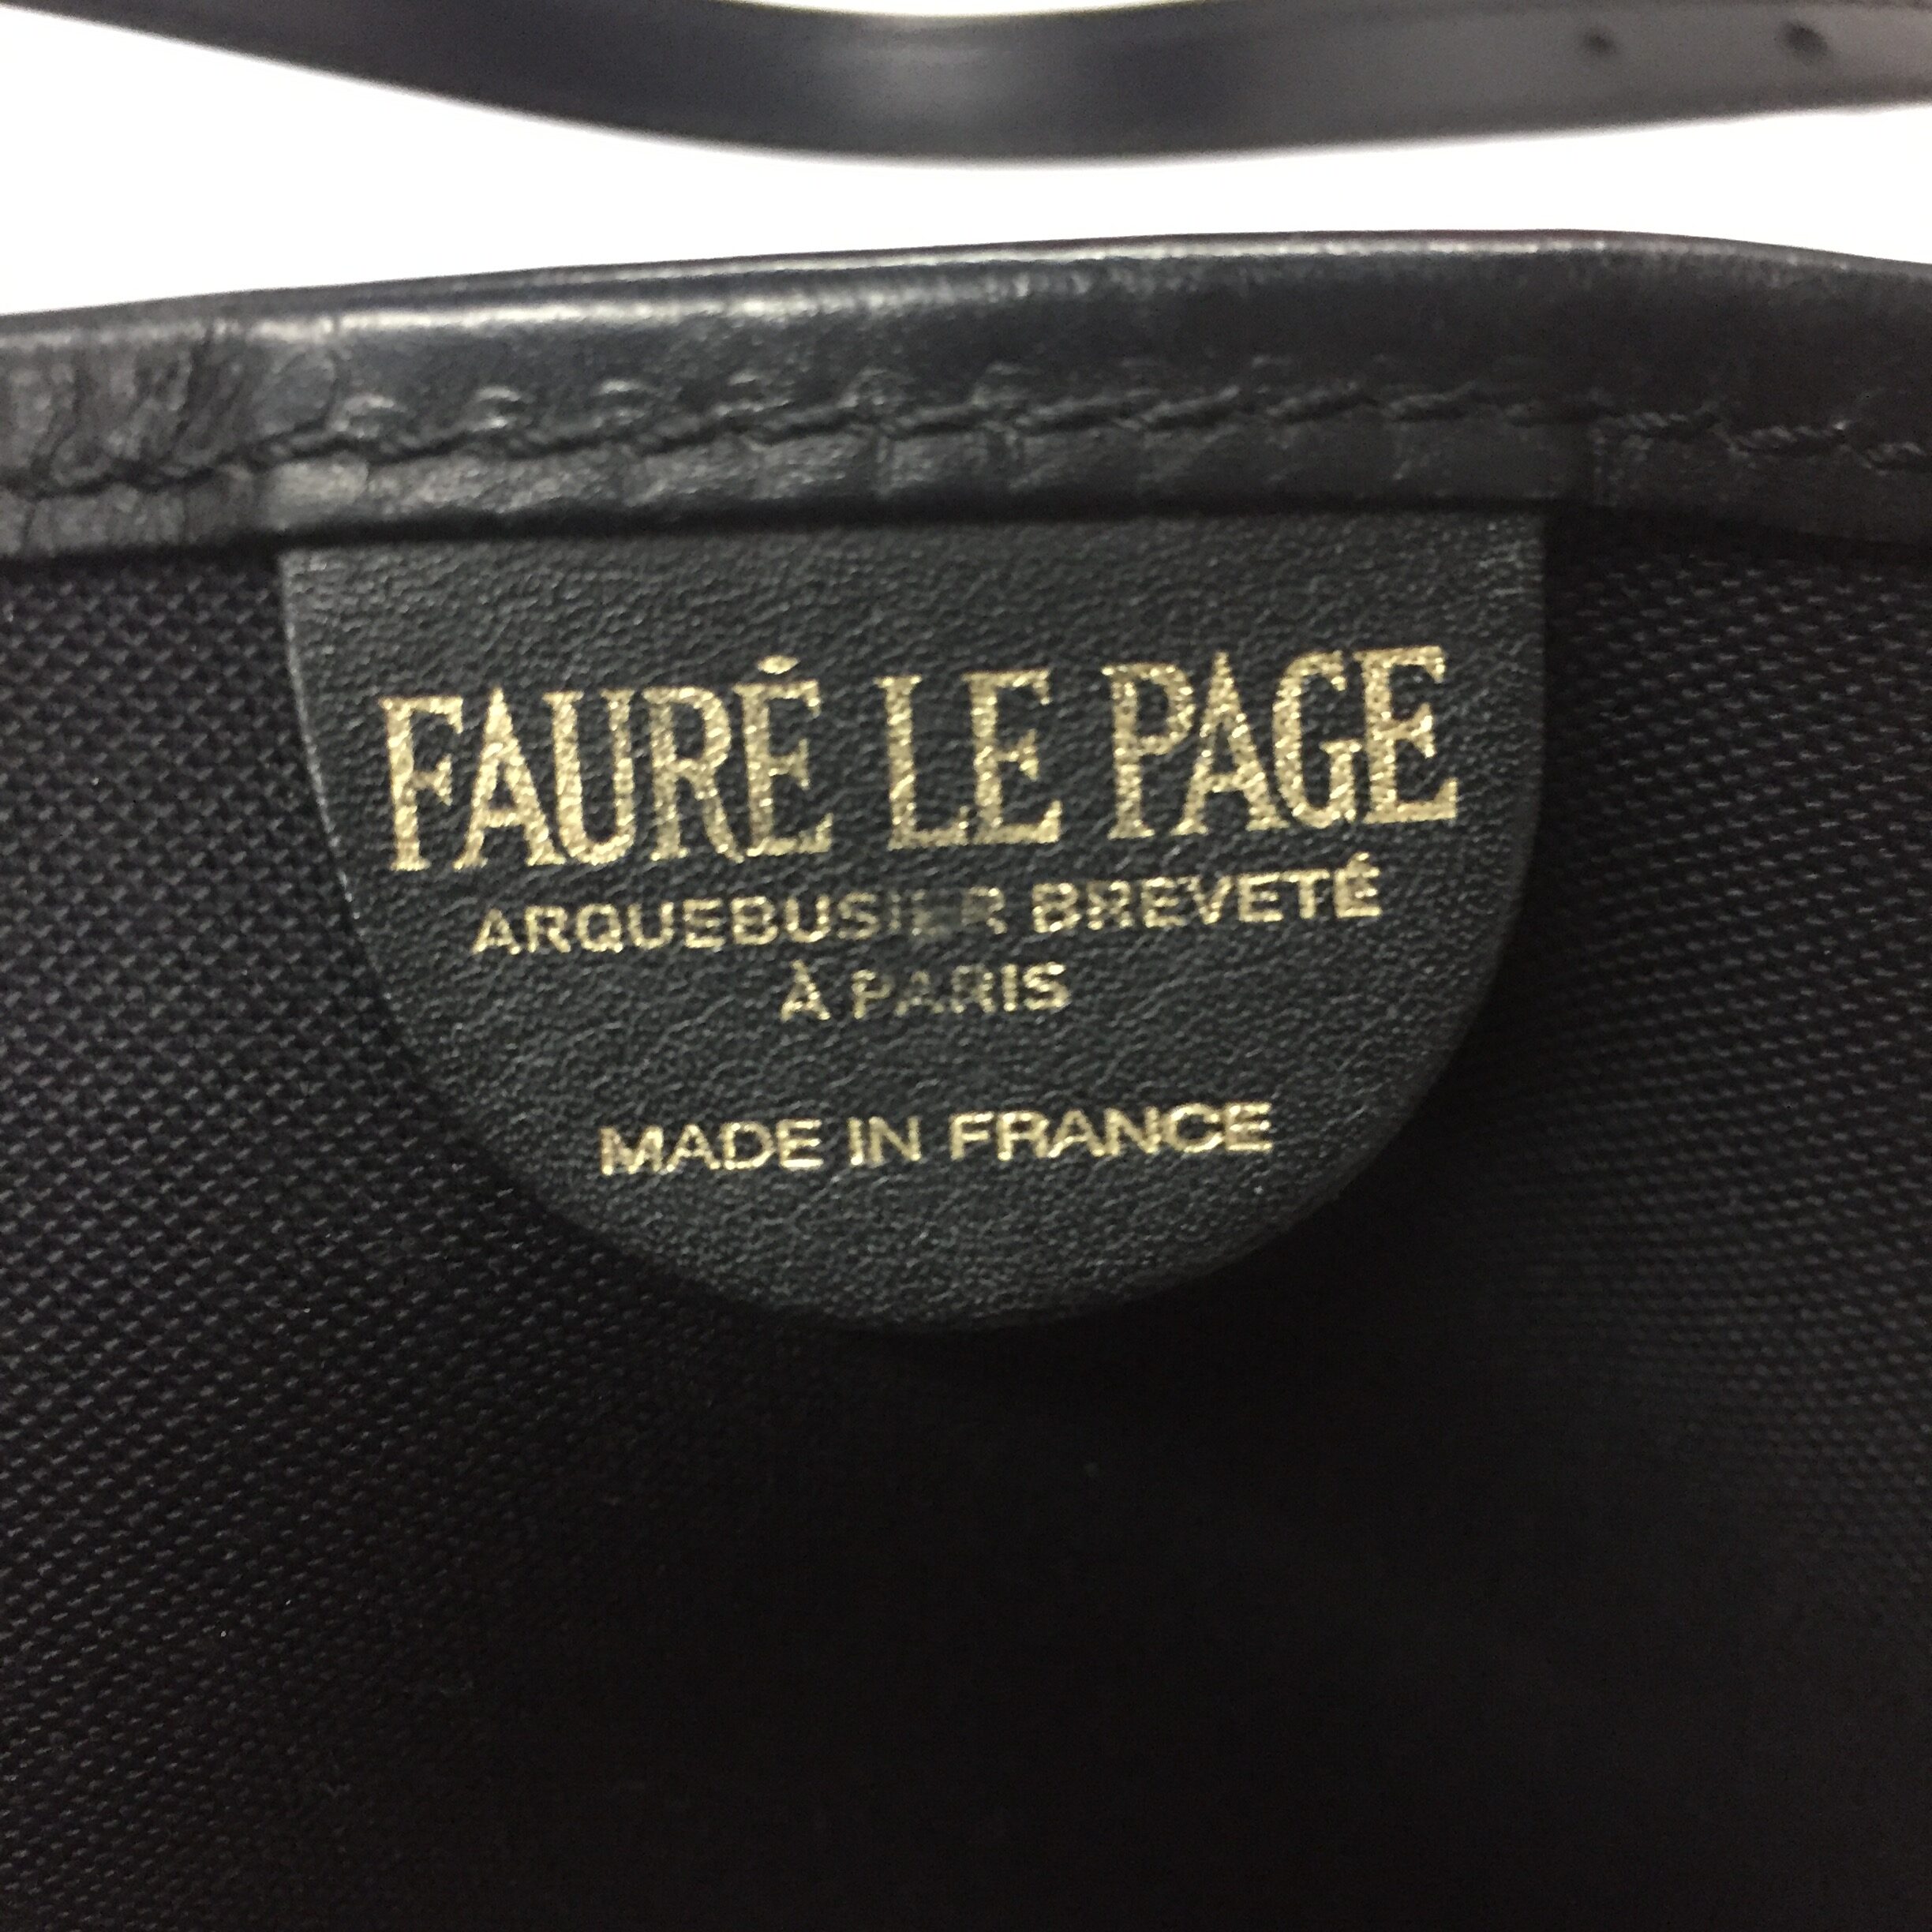 FAURÉ LE PAGE
ARQUEBUSIER BREVETÉ
À PARIS
MADE IN FRANCE